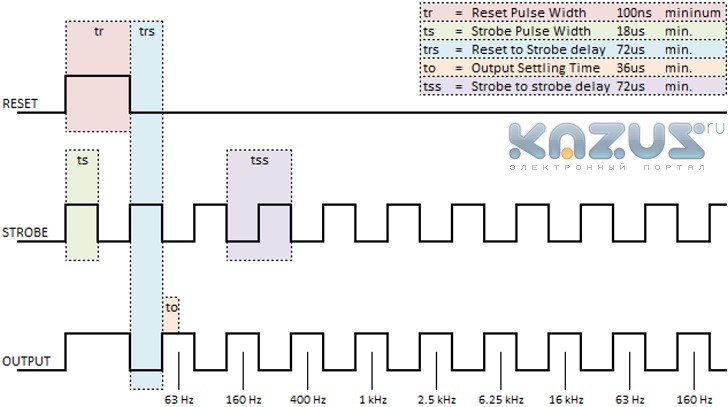 tr = Reset Pulse Width 100ns mininum
ts = Strobe Pulse Width 18us min.
trs = Reset to Strobe delay 72us min.
to = Output Settling Time 36us min.
tss = Strobe to strobe delay 72us min.
tr trs
RESET
KAZUS.ru
ЭЛЕКТРОННЫЙ ПОРТАЛ
ts tss
STROBE
to
OUTPUT
63 Hz 160 Hz 400 Hz 1 kHz 2.5 kHz 6.25 kHz 16 kHz 63 Hz 160 Hz